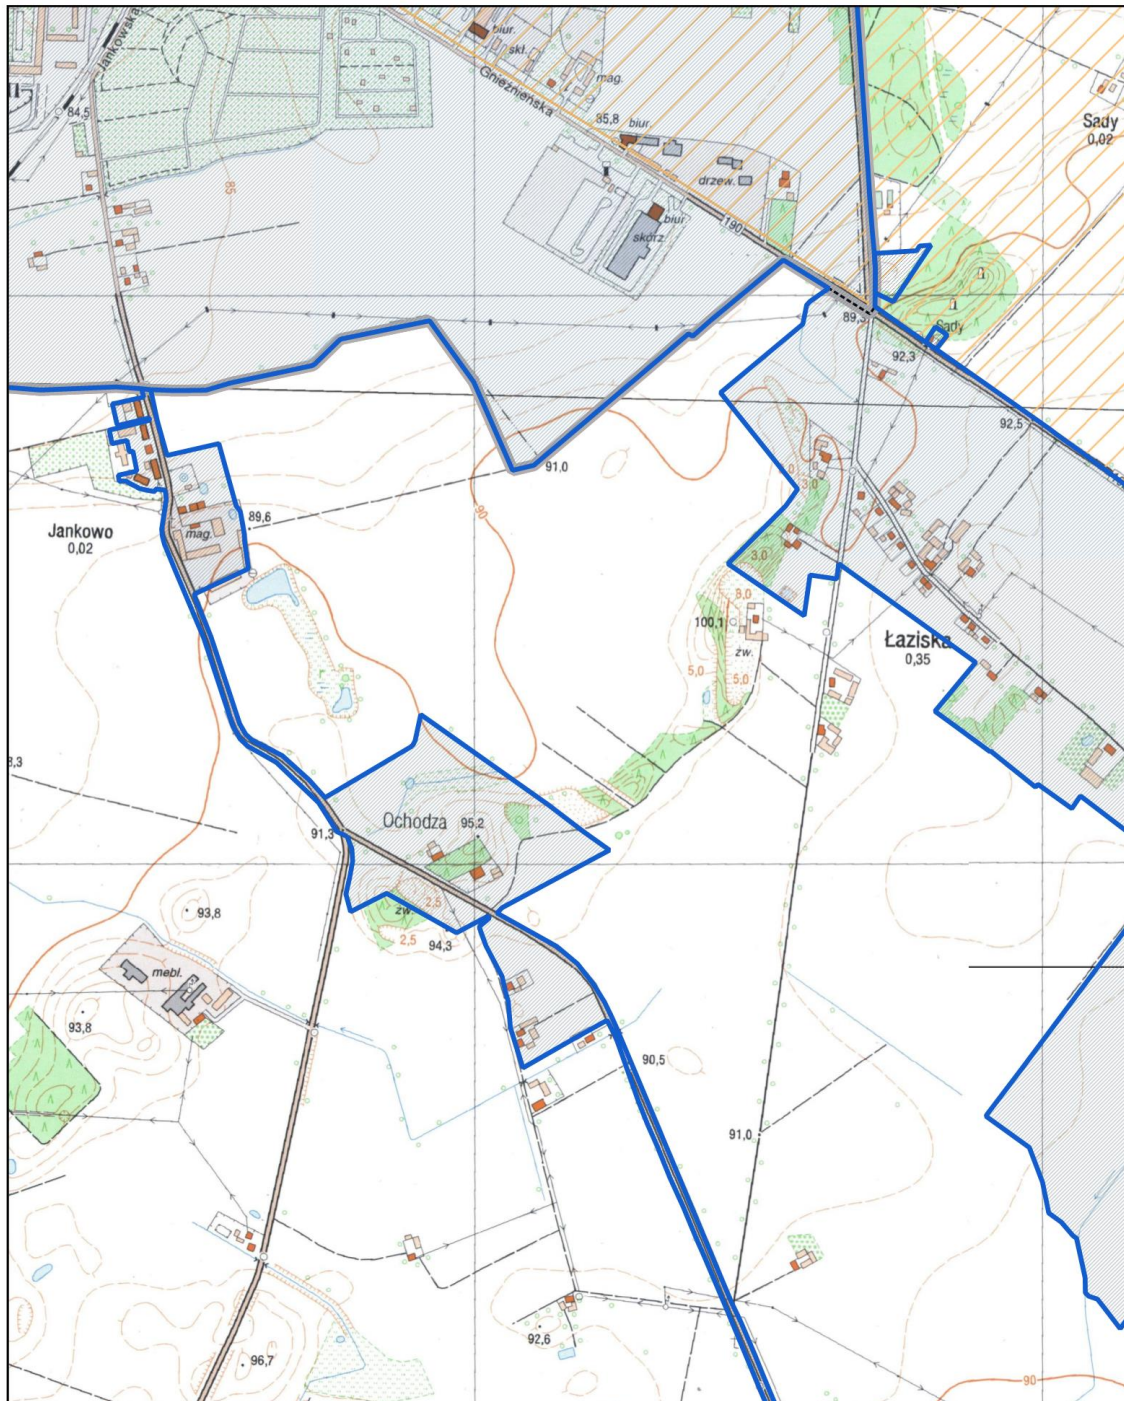 Jankowska
84,5
85
biur.
skł.
Gnieźnieńska
mag.
85,8
biur.
drzew.
190
biur
skórz.
Sady
0,02
89,3
Sady
92,3
92,5
91,0
90
89,6
mag.
Jankowo
0,02
3,0
3,0
3,0
100,1
zw.
5,0
5,0
Łaziska
0,35
Ochodza
95,2
91,3
2,5
zw.
2,5
94,3
93,8
mebl.
93,8
90,5
91,0
92,6
96,7
90